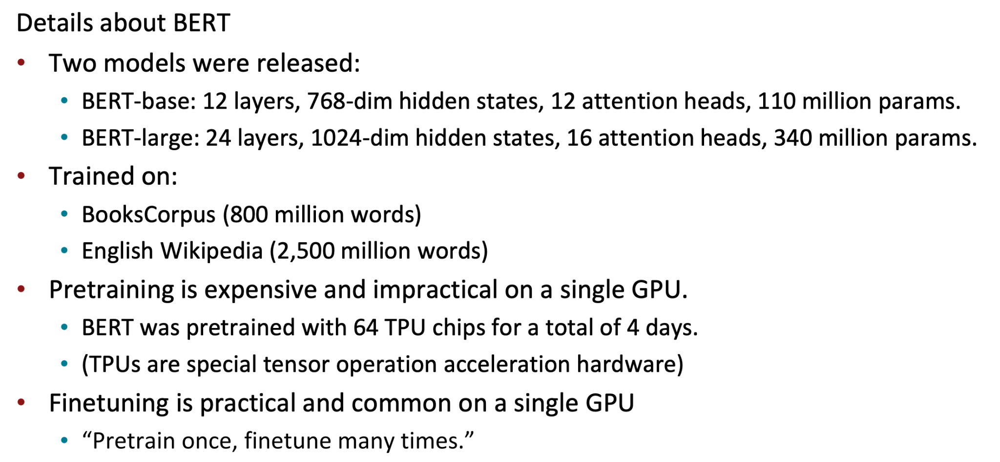 Details about BERT
• Two models were released:
• BERT-base: 12 layers, 768-dim hidden states, 12 attention heads, 110 million params.
• BERT-large: 24 layers, 1024-dim hidden states, 16 attention heads, 340 million params.
• Trained on:
• BooksCorpus (800 million words)
• English Wikipedia (2,500 million words)
• Pretraining is expensive and impractical on a single GPU.
• BERT was pretrained with 64 TPU chips for a total of 4 days.
• (TPUs are special tensor operation acceleration hardware)
• Finetuning is practical and common on a single GPU
• “Pretrain once, finetune many times.”